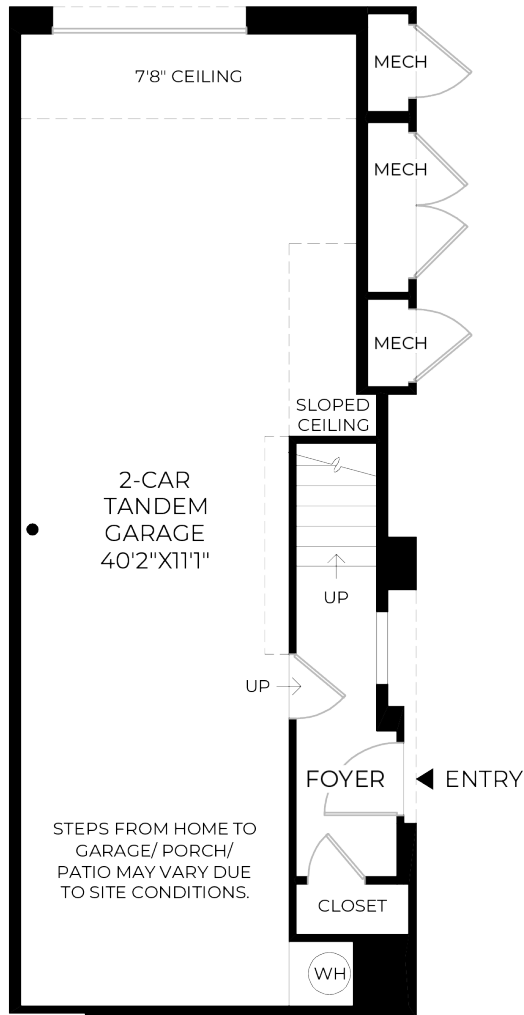 7'8" CEILING
MECH
MECH
MECH
SLOPED
CEILING
2-CAR
TANDEM
GARAGE
40'2"X11'1"
UP
UP
FOYER
ENTRY
STEPS FROM HOME TO
GARAGE/ PORCH/
PATIO MAY VARY DUE
TO SITE CONDITIONS.
CLOSET
WH